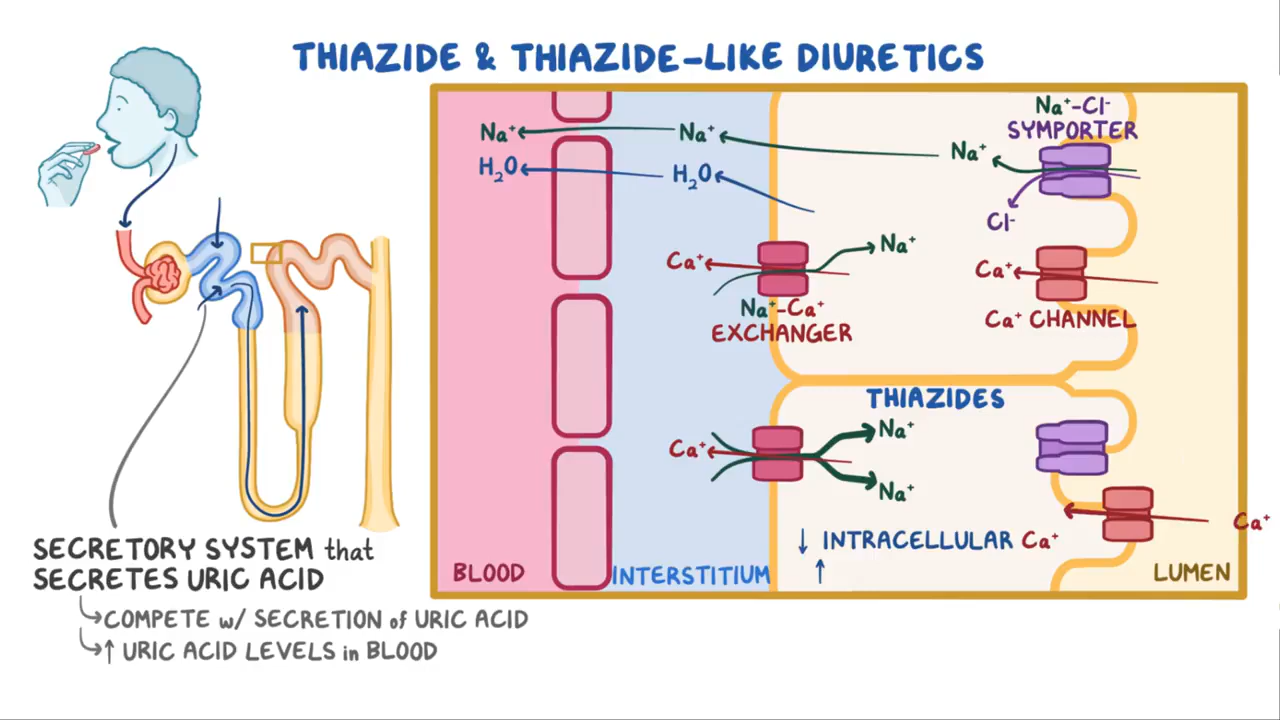 THIAZIDE & THIAZIDE-LIKE DIURETICS
Na⁺-Cl⁻
SYMPORTER
Na⁺
Na⁺
Na⁺
H₂O
H₂O
Cl⁻
Ca⁺
Na⁺
Ca⁺
Na⁺-Ca⁺
EXCHANGER
Ca⁺ CHANNEL
THIAZIDES
Ca⁺
Na⁺
Na⁺
Ca⁺
↓ INTRACELLULAR Ca⁺
↑
BLOOD
INTERSTITIUM
LUMEN
SECRETORY SYSTEM that
SECRETES URIC ACID
COMPETE w/ SECRETION of URIC ACID
↑ URIC ACID LEVELS in BLOOD